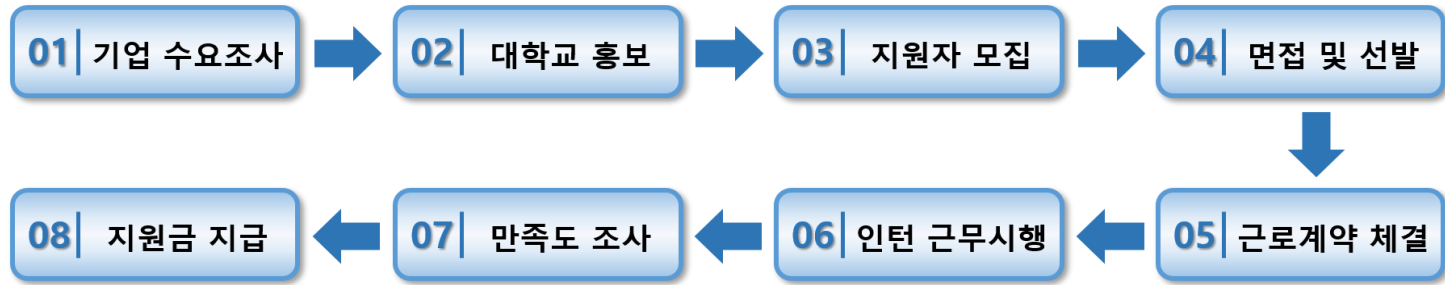 01 기업 수요조사
02 대학교 홍보
03 지원자 모집
04 면접 및 선발
05 근로계약 체결
06 인턴 근무시행
07 만족도 조사
08 지원금 지급